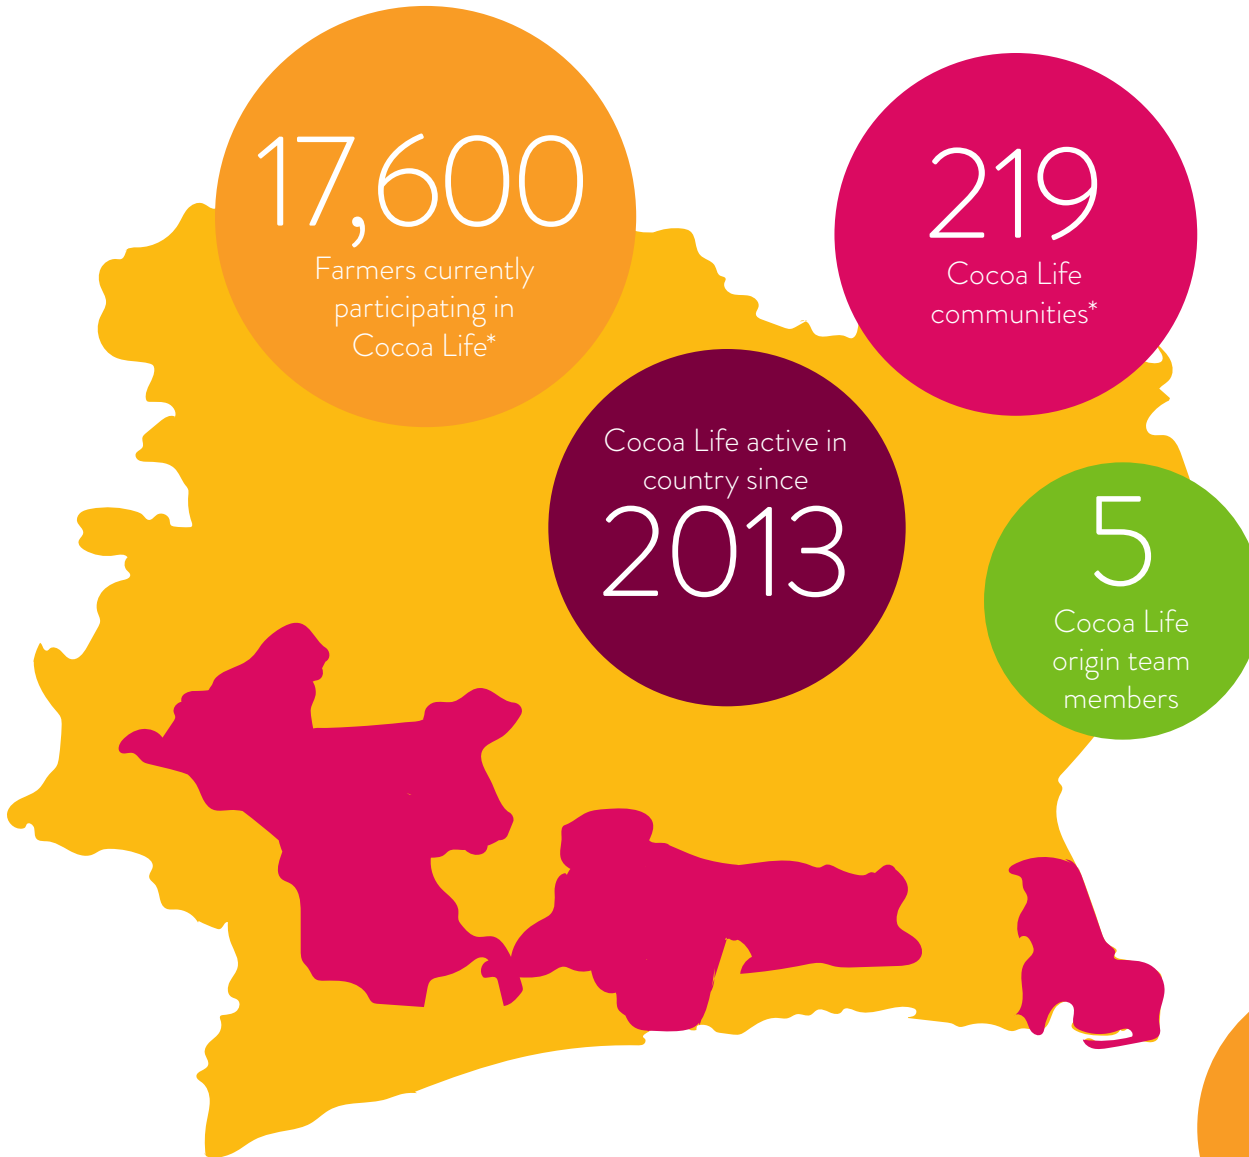 17,600
Farmers currently
participating in
Cocoa Life*
219
Cocoa Life
communities*
Cocoa Life active in
country since
2013
5
Cocoa Life
origin team
members